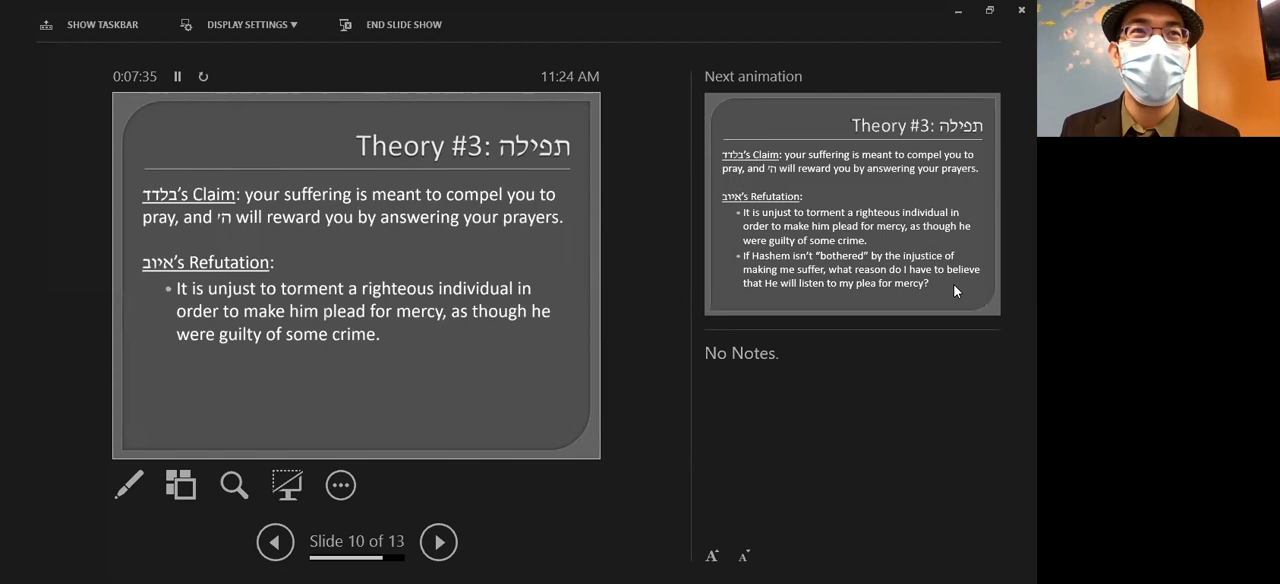 SHOW TASKBAR
DISPLAY SETTINGS ▾
END SLIDE SHOW
0:07:35
11:24 AM
Theory #3: תפילה
בלדד’s Claim: your suffering is meant to compel you to
pray, and ה׳ will reward you by answering your prayers.
איוב’s Refutation:
• It is unjust to torment a righteous individual in
order to make him plead for mercy, as though he
were guilty of some crime.
Slide 10 of 13
Next animation
Theory #3: תפילה
בלדד’s Claim: your suffering is meant to compel you to
pray, and ה׳ will reward you by answering your prayers.
איוב’s Refutation:
• It is unjust to torment a righteous individual in
order to make him plead for mercy, as though he
were guilty of some crime.
• If Hashem isn’t “bothered” by the injustice of
making me suffer, what reason do I have to believe
that He will listen to my plea for mercy?
No Notes.
A A